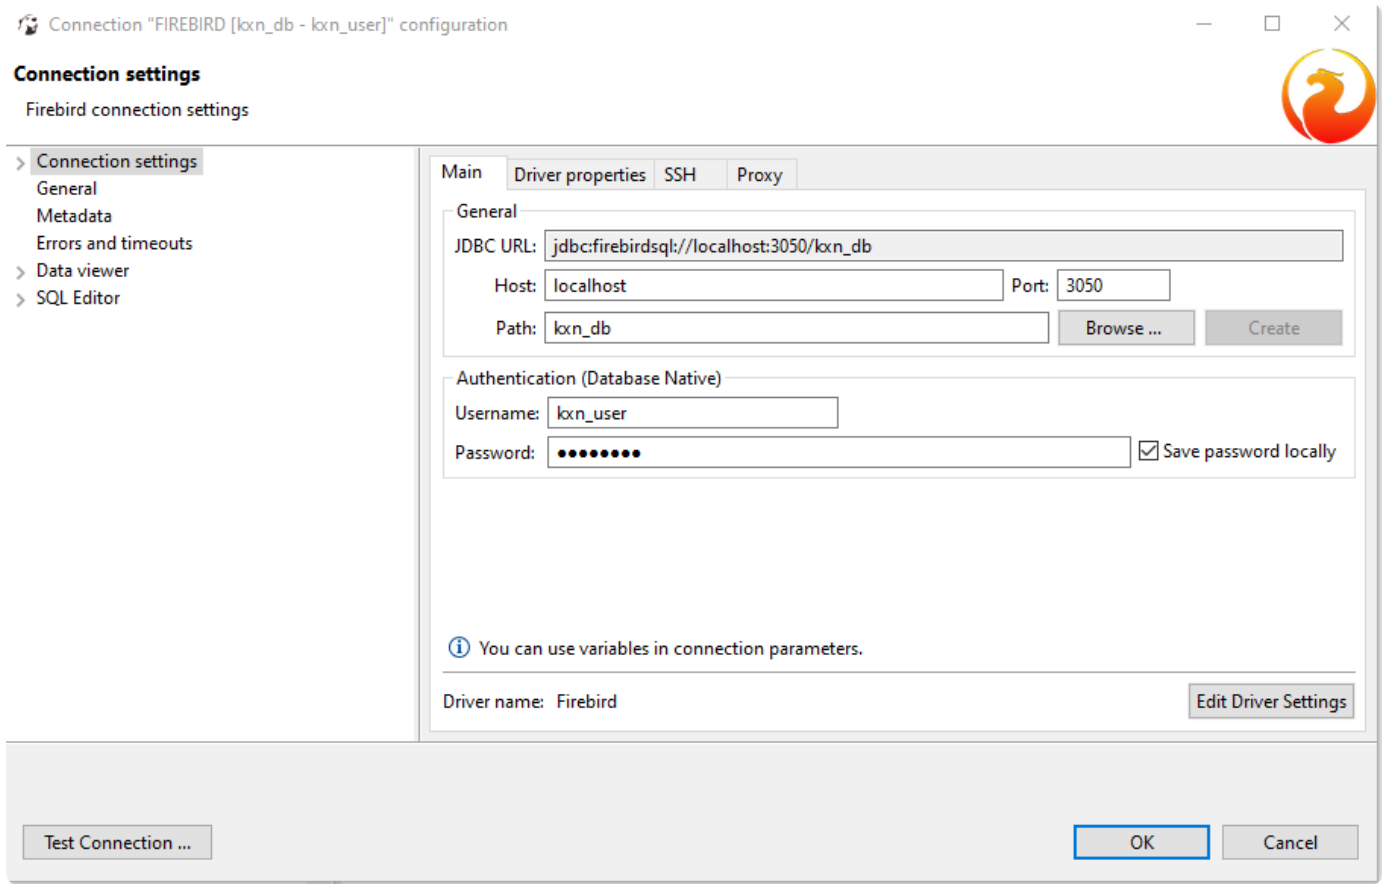 Connection "FIREBIRD [kxn_db - kxn_user]" configuration
Connection settings
Firebird connection settings
Connection settings
General
Metadata
Errors and timeouts
Data viewer
SQL Editor
Main Driver properties SSH Proxy
General
JDBC URL: jdbc:firebirdsql://localhost:3050/kxn_db
Host: localhost Port: 3050
Path: kxn_db Browse ... Create
Authentication (Database Native)
Username: kxn_user
Password: ●●●●●●●● Save password locally
You can use variables in connection parameters.
Driver name: Firebird Edit Driver Settings
Test Connection ... OK Cancel